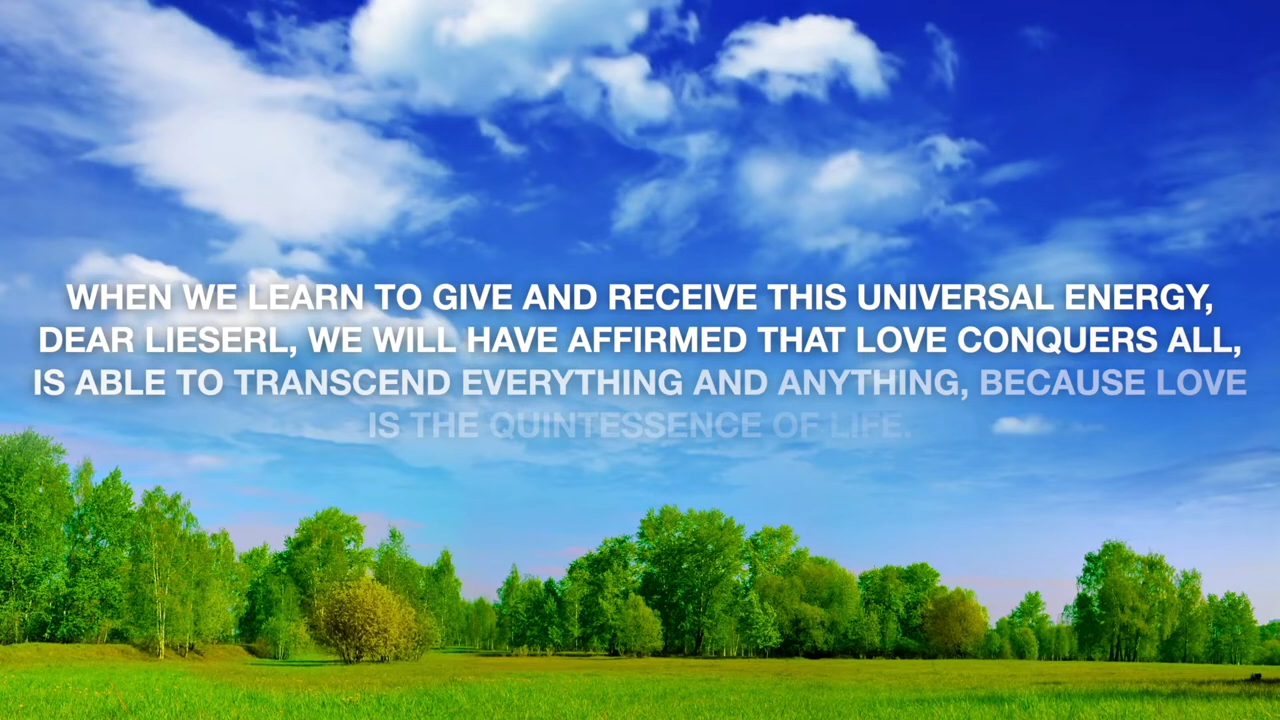 WHEN WE LEARN TO GIVE AND RECEIVE THIS UNIVERSAL ENERGY,
DEAR LIESERL, WE WILL HAVE AFFIRMED THAT LOVE CONQUERS ALL,
IS ABLE TO TRANSCEND EVERYTHING AND ANYTHING, BECAUSE LOVE
IS THE QUINTESSENCE OF LIFE.